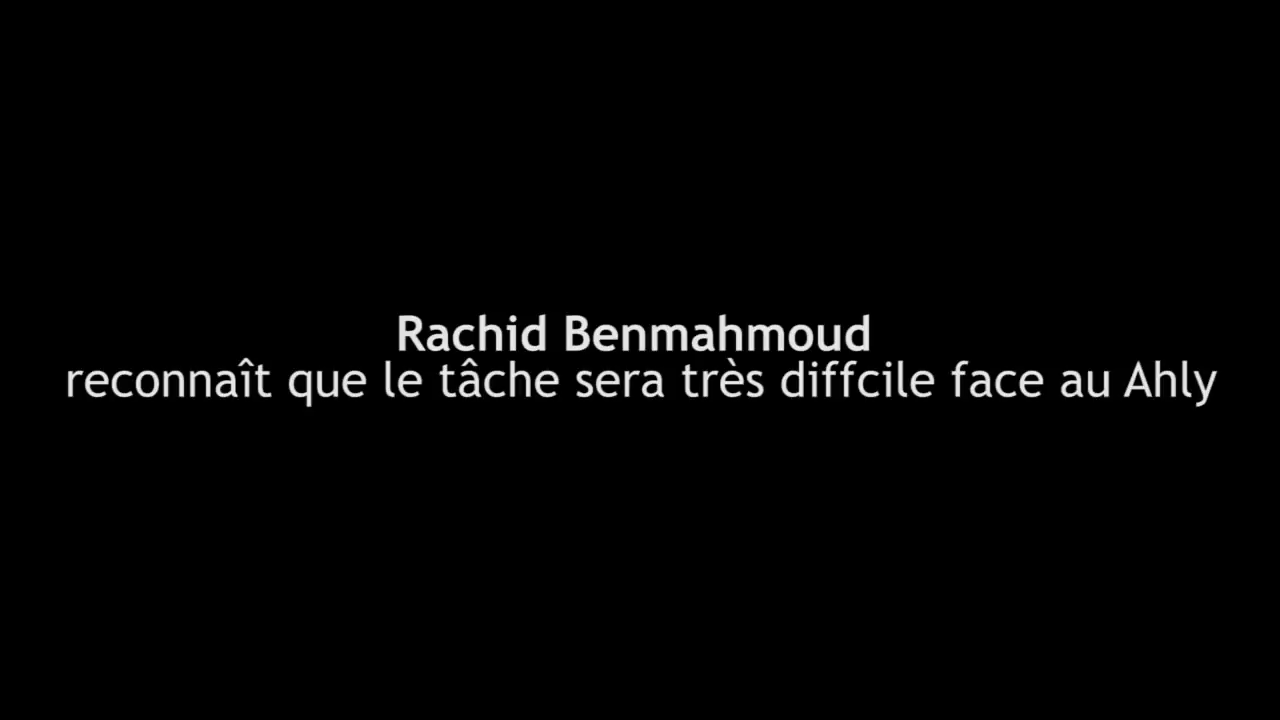 Rachid Benmahmoud
reconnaît que le tâche sera très diffcile face au Ahly